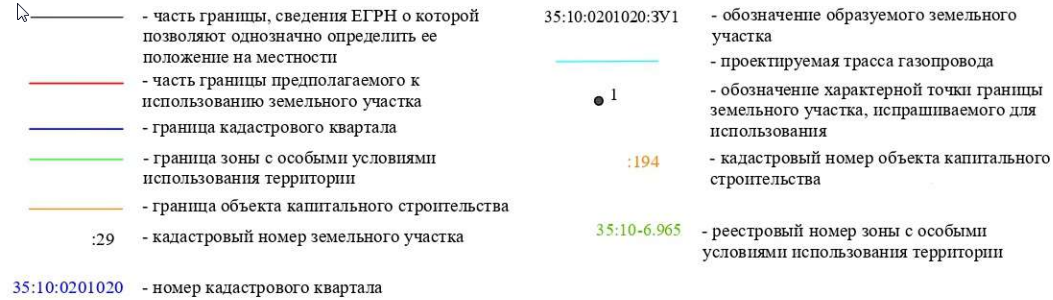 - часть границы, сведения ЕГРН о которой
позволяют однозначно определить ее
положение на местности
- часть границы предполагаемого к
использованию земельного участка
- граница кадастрового квартала
- граница зоны с особыми условиями
использования территории
- граница объекта капитального строительства
:29 - кадастровый номер земельного участка
35:10:0201020 - номер кадастрового квартала
35:10:0201020:ЗУ1 - обозначение образуемого земельного
участка
- проектируемая трасса газопровода
1 - обозначение характерной точки границы
земельного участка, испрашиваемого для
использования
:194 - кадастровый номер объекта капитального
строительства
35:10-6.965 - реестровый номер зоны с особыми
условиями использования территории